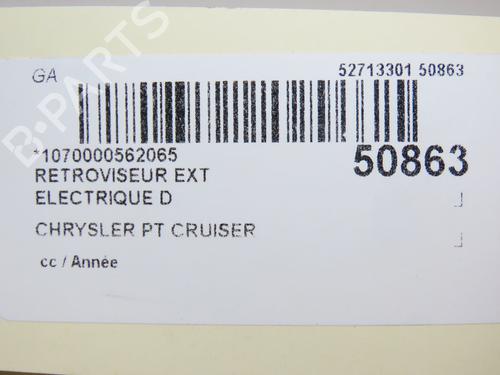 GA
52713301 50863
*1070000562065
50863
RETROVISEUR EXT
ELECTRIQUE D
CHRYSLER PT CRUISER
cc / Année
B-PARTS